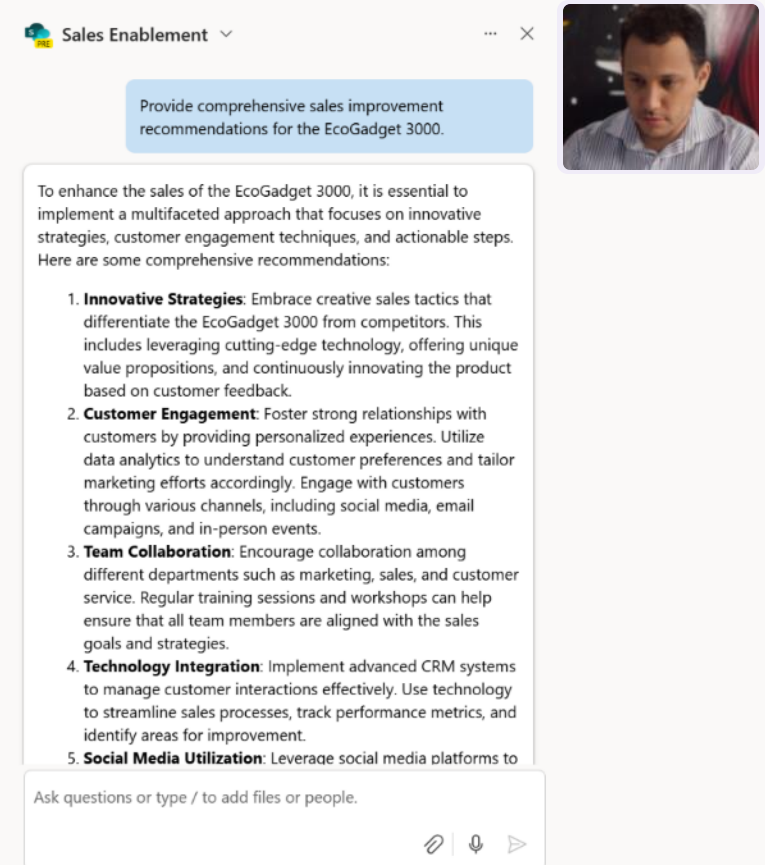 Sales Enablement
PRE
Provide comprehensive sales improvement
recommendations for the EcoGadget 3000.
To enhance the sales of the EcoGadget 3000, it is essential to
implement a multifaceted approach that focuses on innovative
strategies, customer engagement techniques, and actionable steps.
Here are some comprehensive recommendations:
1. Innovative Strategies: Embrace creative sales tactics that
differentiate the EcoGadget 3000 from competitors. This
includes leveraging cutting-edge technology, offering unique
value propositions, and continuously innovating the product
based on customer feedback.
2. Customer Engagement: Foster strong relationships with
customers by providing personalized experiences. Utilize
data analytics to understand customer preferences and tailor
marketing efforts accordingly. Engage with customers
through various channels, including social media, email
campaigns, and in-person events.
3. Team Collaboration: Encourage collaboration among
different departments such as marketing, sales, and customer
service. Regular training sessions and workshops can help
ensure that all team members are aligned with the sales
goals and strategies.
4. Technology Integration: Implement advanced CRM systems
to manage customer interactions effectively. Use technology
to streamline sales processes, track performance metrics, and
identify areas for improvement.
5. Social Media Utilization: Leverage social media platforms to
Ask questions or type / to add files or people.